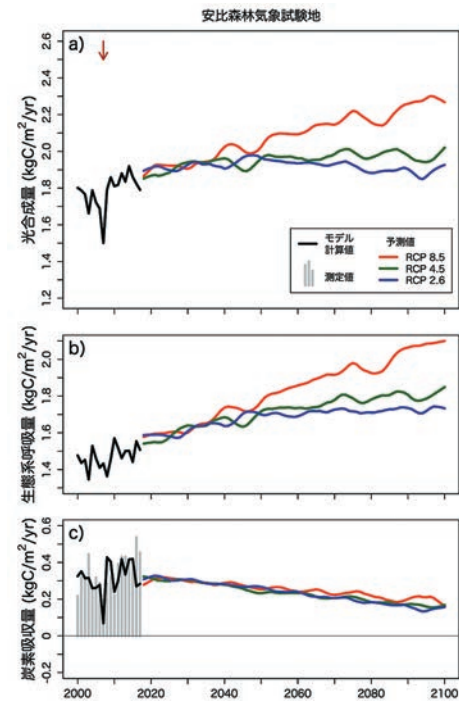 安比森林気象試験地
a)
光合成量 (kgC/m²/yr)
2.6
2.4
2.2
2.0
1.8
1.6
1.4
1.2
モデル
計算値
測定値
予測値
RCP 8.5
RCP 4.5
RCP 2.6
b)
生態系呼吸量 (kgC/m²/yr)
2.0
1.8
1.6
1.4
c)
炭素吸収量 (kgC/m²/yr)
0.6
0.4
0.2
0
-0.2
2000 2020 2040 2060 2080 2100